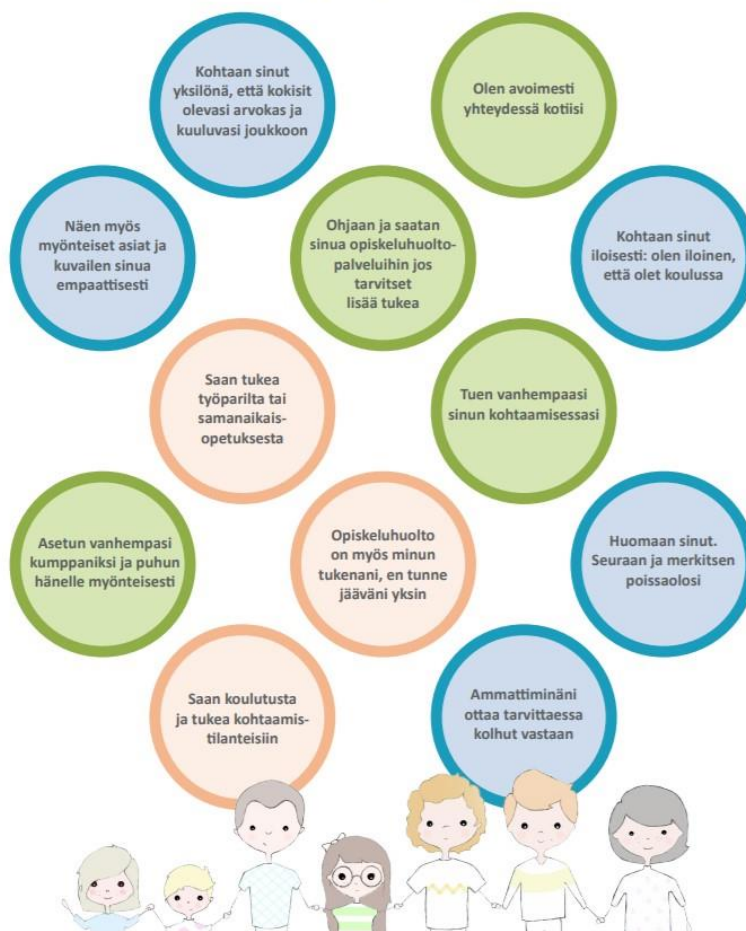 Kohtaan sinut
yksilönä, että kokisit
olevasi arvokas ja
kuuluvasi joukkoon
Olen avoimesti
yhteydessä kotiisi
Näen myös
myönteiset asiat ja
kuvailen sinua
empaattisesti
Ohjaan ja saatan
sinua opiskeluhuolto-
palveluihin jos
tarvitset
lisää tukea
Kohtaan sinut
iloisesti: olen iloinen,
että olet koulussa
Saan tukea
työparilta tai
samanaikais-
opetuksesta
Tuen vanhempaasi
sinun kohtaamisessasi
Asetun vanhempasi
kumppaniksi ja puhun
hänelle myönteisesti
Opiskeluhuolto
on myös minun
tukenani, en tunne
jääväni yksin
Huomaan sinut.
Seuraan ja merkitsen
poissaolosi
Saan koulutusta
ja tukea kohtaamis-
tilanteisiin
Ammattiminäni
ottaa tarvittaessa
kolhut vastaan